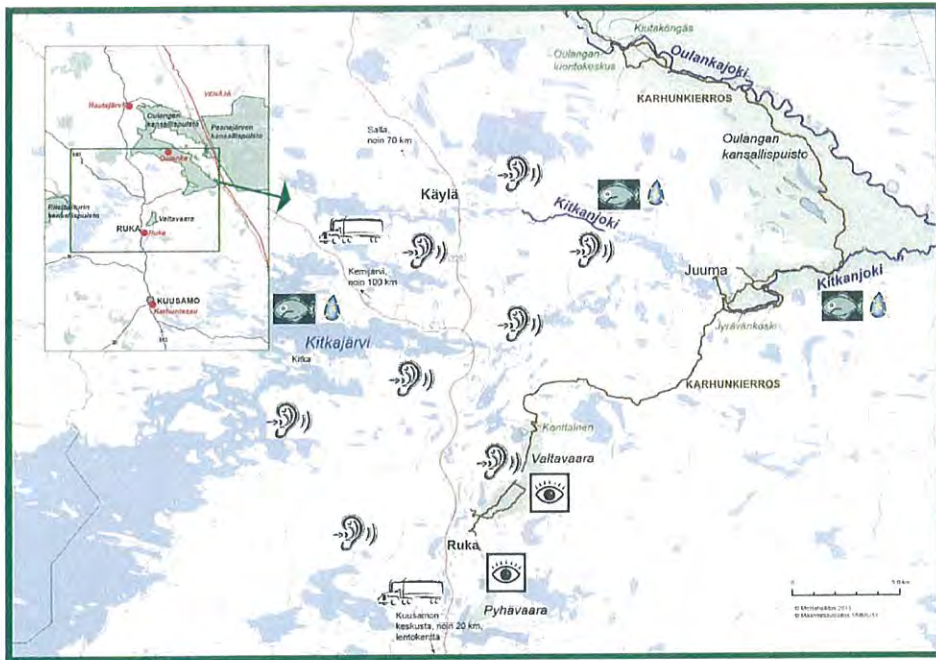 VENÄJÄ
Oulangan
kansallispuisto
Paanajärven
kansallispuisto
Valtavaara
RUKA
Ruka
KUUSAMO
Kiutaköngäs
Oulangan
luontokeskus
Oulankajoki
KARHUNKIERROS
Oulangan
kansallispuisto
Salla,
noin 70 km
Käylä
Kitkanjoki
Kemijärvi,
noin 100 km
Juuma
Kitkanjoki
Jyrävänkoski
Kitkajärvi
Kitka
KARHUNKIERROS
Konttainen
Valtavaara
Ruka
Pyhävaara
Kuusamon
keskusta, noin 20 km,
lentokenttä